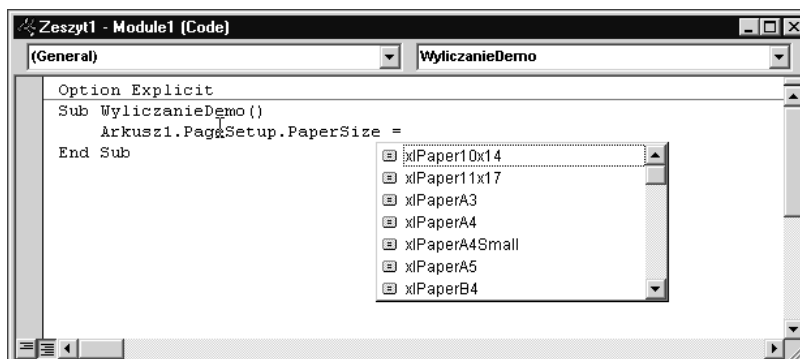 Zeszyt1 - Module1 (Code)
(General)
WyliczanieDemo
Option Explicit
Sub WyliczanieDemo()
Arkusz1.PageSetup.PaperSize =
End Sub
xlPaper10x14
xlPaper11x17
xlPaperA3
xlPaperA4
xlPaperA4Small
xlPaperA5
xlPaperB4